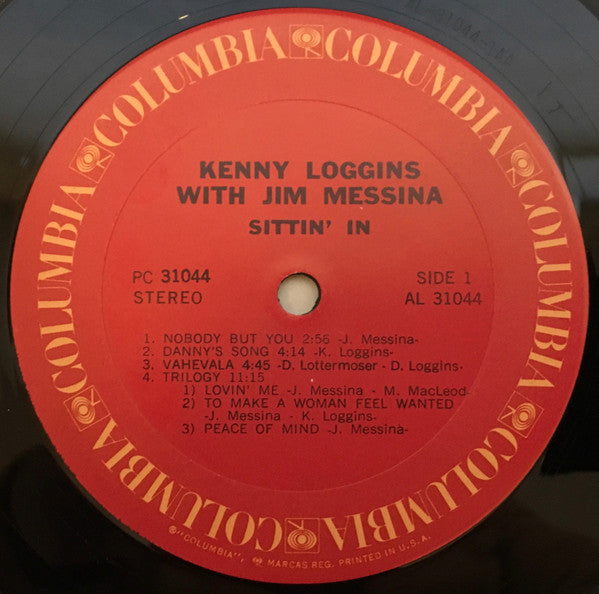 COLUMBIA COLUMBIA COLUMBIA COLUMBIA COLUMBIA COLUMBIA
KENNY LOGGINS
WITH JIM MESSINA
SITTIN' IN
PC 31044 SIDE 1
STEREO AL 31044
1. NOBODY BUT YOU 2:56 -J. Messina-
2. DANNY'S SONG 4:14 -K. Loggins-
3. VAHEVALA 4:45 -D. Lottermoser - D. Loggins-
4. TRILOGY 11:15
1) LOVIN' ME -J. Messina - M. MacLeod-
2) TO MAKE A WOMAN FEEL WANTED
-J. Messina - K. Loggins-
3) PEACE OF MIND -J. Messina-
®"COLUMBIA", MARCAS REG. PRINTED IN U.S.A.